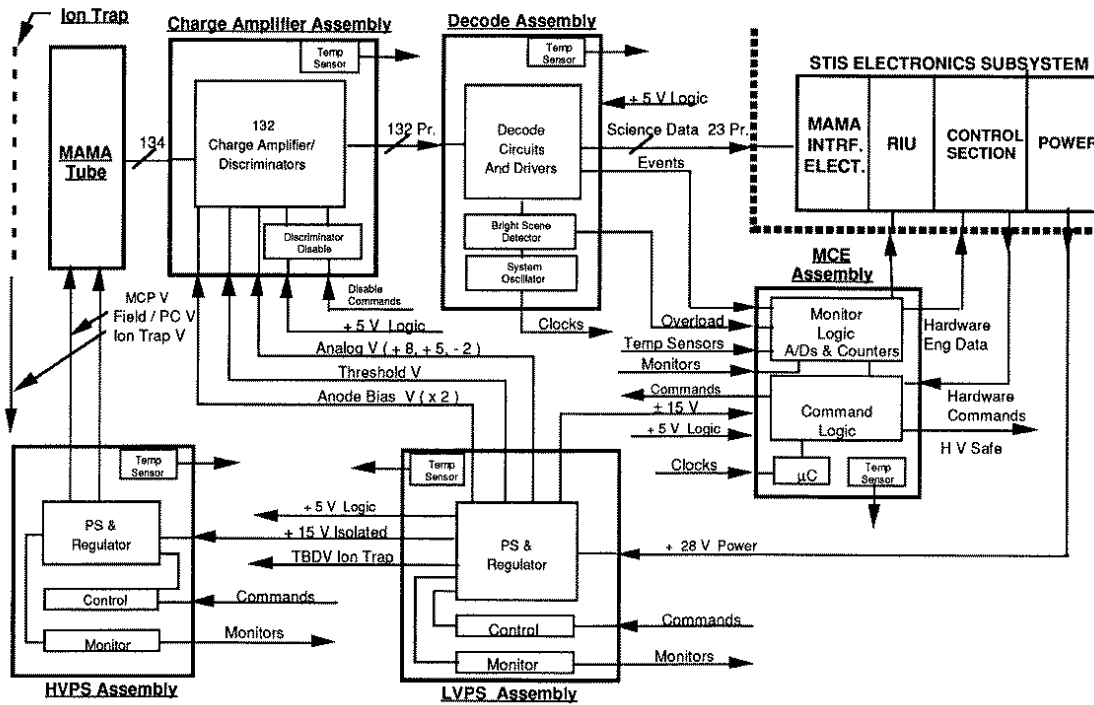 Ion Trap
Charge Amplifier Assembly
Decode Assembly
Temp
Sensor
Temp
Sensor
STIS ELECTRONICS SUBSYSTEM
MAMA
Tube
134
132
Charge Amplifier/
Discriminators
132 Pr.
Decode
Circuits
And Drivers
+ 5 V Logic
Science Data 23 Pr.
Events
MAMA
INTRF.
ELECT.
RIU
CONTROL
SECTION
POWER
Discriminator
Disable
Bright Scene
Detector
System
Oscillator
MCE
Assembly
Disable
Commands
MCP V
Field / PC V
Ion Trap V
+ 5 V Logic
Clocks
Overload
Monitor
Logic
A/Ds & Counters
Hardware
Eng Data
Analog V ( + 8, + 5, - 2 )
Temp Sensors
Threshold V
Monitors
Anode Bias V ( x 2 )
Commands
± 15 V
Command
Logic
Hardware
Commands
+ 5 V Logic
H V Safe
Clocks
µC
Temp
Sensor
Temp
Sensor
Temp
Sensor
PS &
Regulator
+ 5 V Logic
+ 15 V Isolated
TBDV Ion Trap
PS &
Regulator
+ 28 V Power
Control
Commands
Control
Commands
Monitor
Monitors
Monitor
Monitors
HVPS Assembly
LVPS Assembly